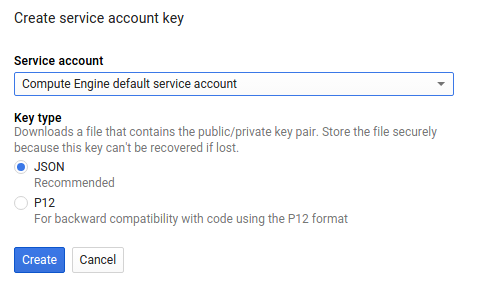 Create service account key
Service account
Compute Engine default service account
Key type
Downloads a file that contains the public/private key pair. Store the file securely
because this key can't be recovered if lost.
JSON
Recommended
P12
For backward compatibility with code using the P12 format
Create Cancel